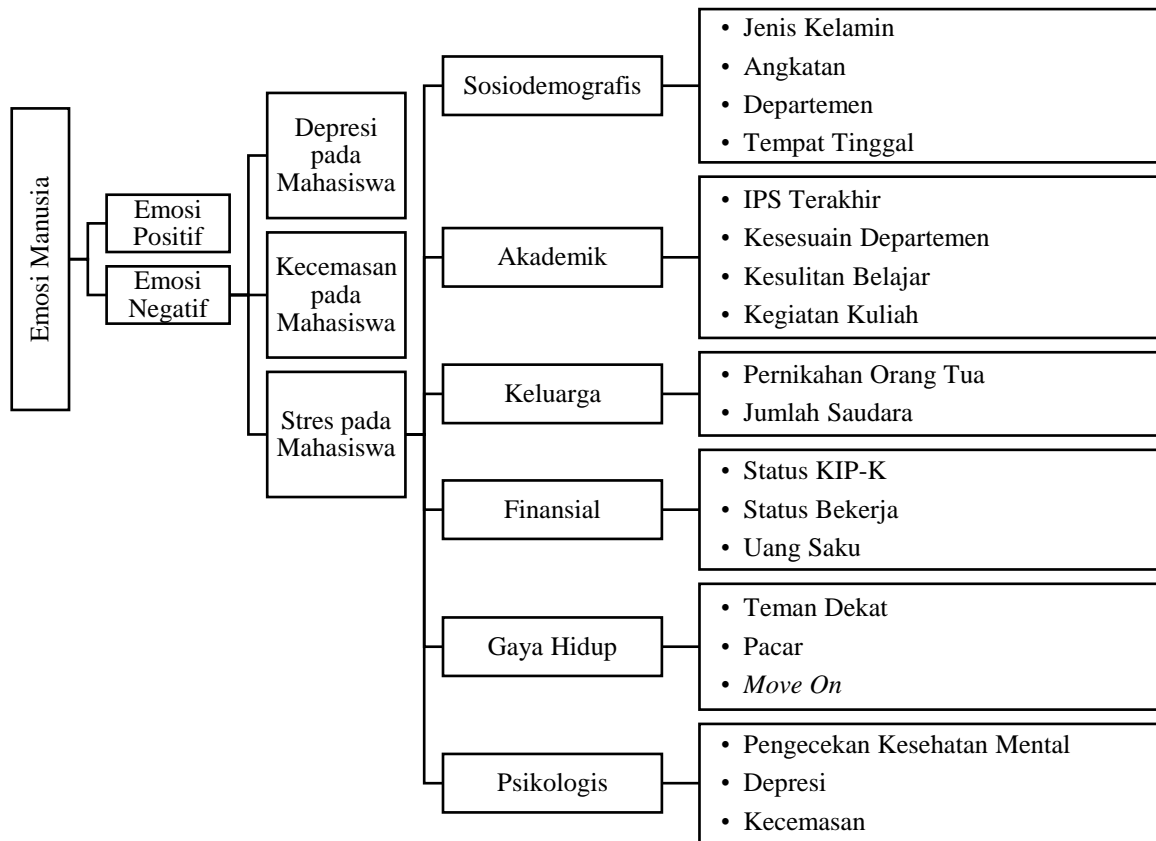 Emosi Manusia
Emosi
Positif
Emosi
Negatif
Depresi
pada
Mahasiswa
Kecemasan
pada
Mahasiswa
Stres pada
Mahasiswa
Sosiodemografis
• Jenis Kelamin
• Angkatan
• Departemen
• Tempat Tinggal
Akademik
• IPS Terakhir
• Kesesuain Departemen
• Kesulitan Belajar
• Kegiatan Kuliah
Keluarga
• Pernikahan Orang Tua
• Jumlah Saudara
Finansial
• Status KIP-K
• Status Bekerja
• Uang Saku
Gaya Hidup
• Teman Dekat
• Pacar
• Move On
Psikologis
• Pengecekan Kesehatan Mental
• Depresi
• Kecemasan